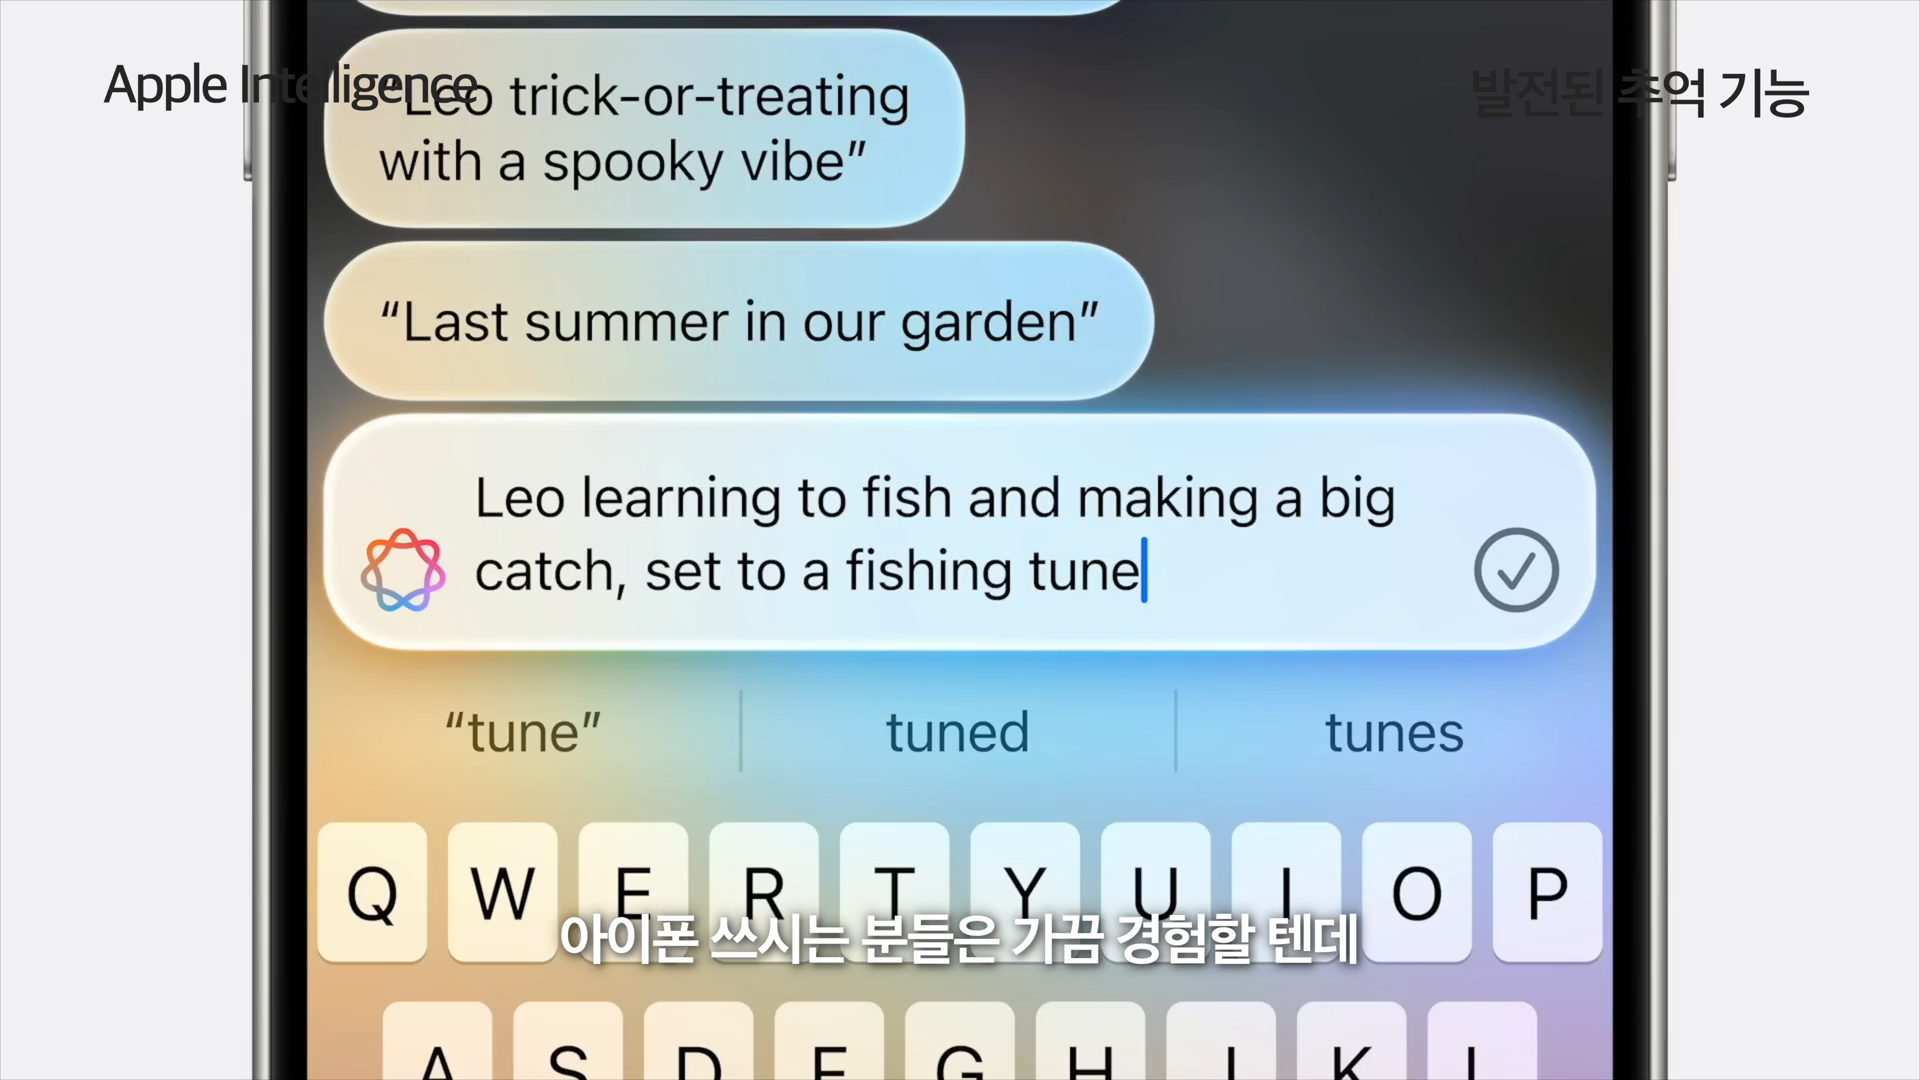 Apple Intelligence
발전된 추억 기능
“Leo trick-or-treating
with a spooky vibe”
“Last summer in our garden”
Leo learning to fish and making a big
catch, set to a fishing tune
“tune” tuned tunes
Q W E R T Y U I O P
아이폰 쓰시는 분들은 가끔 경험할 텐데
A S D F G H J K L